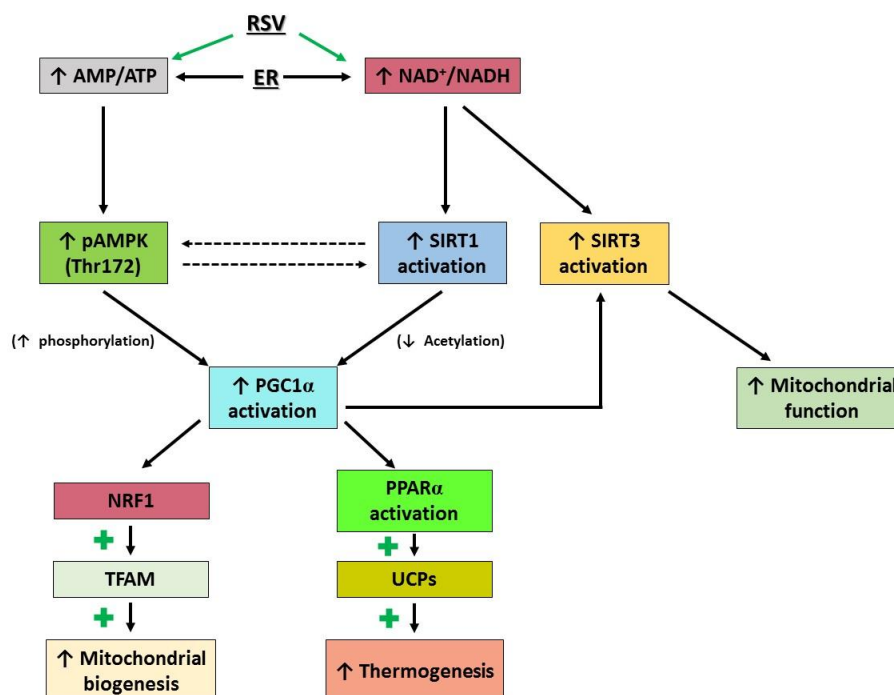 RSV
↑ AMP/ATP
ER
↑ NAD⁺/NADH
↑ pAMPK
(Thr172)
↑ SIRT1
activation
↑ SIRT3
activation
(↑ phosphorylation)
(↓ Acetylation)
↑ PGC1α
activation
↑ Mitochondrial
function
NRF1
PPARα
activation
TFAM
UCPs
↑ Mitochondrial
biogenesis
↑ Thermogenesis